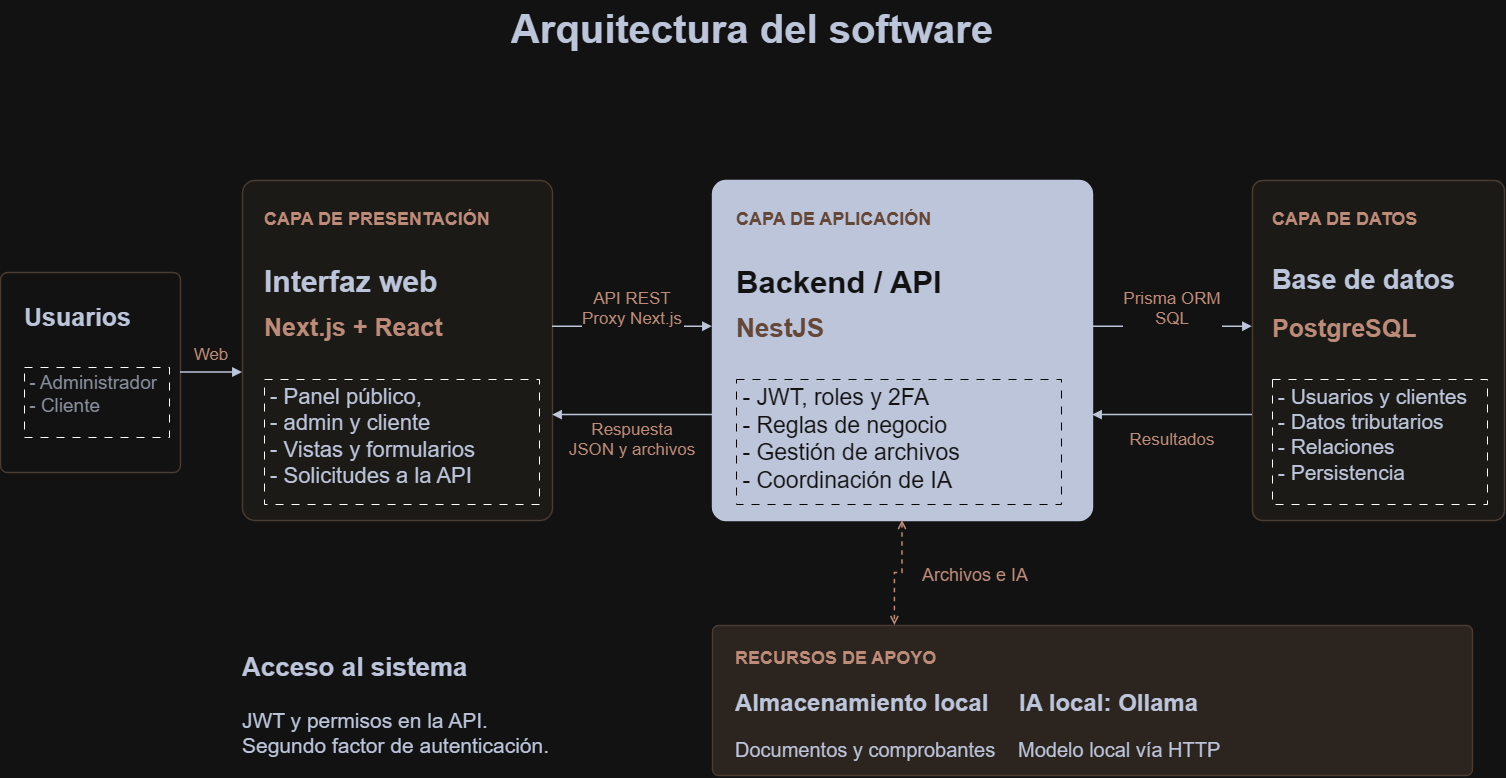 Arquitectura del software
Usuarios
- Administrador
- Cliente
Web
CAPA DE PRESENTACIÓN
Interfaz web
Next.js + React
- Panel público,
- admin y cliente
- Vistas y formularios
- Solicitudes a la API
API REST
Proxy Next.js
Respuesta
JSON y archivos
CAPA DE APLICACIÓN
Backend / API
NestJS
- JWT, roles y 2FA
- Reglas de negocio
- Gestión de archivos
- Coordinación de IA
Prisma ORM
SQL
Resultados
CAPA DE DATOS
Base de datos
PostgreSQL
- Usuarios y clientes
- Datos tributarios
- Relaciones
- Persistencia
Archivos e IA
Acceso al sistema
JWT y permisos en la API.
Segundo factor de autenticación.
RECURSOS DE APOYO
Almacenamiento local
Documentos y comprobantes
IA local: Ollama
Modelo local vía HTTP